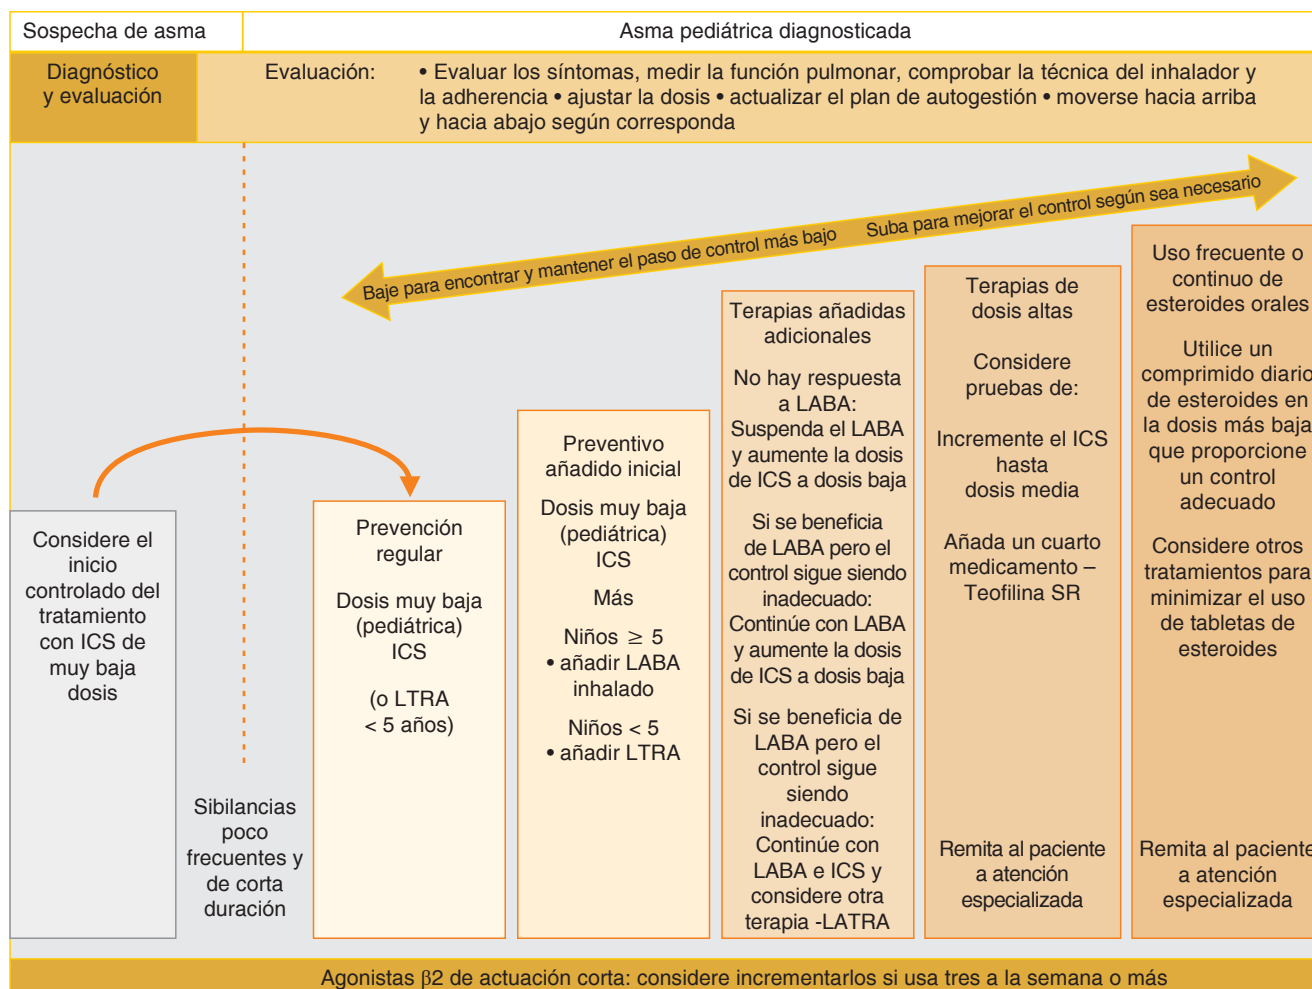 Sospecha de asma
Asma pediátrica diagnosticada
Diagnóstico
y evaluación
Evaluación:
• Evaluar los síntomas, medir la función pulmonar, comprobar la técnica del inhalador y
la adherencia • ajustar la dosis • actualizar el plan de autogestión • moverse hacia arriba
y hacia abajo según corresponda
Baje para encontrar y mantener el paso de control más bajo
Suba para mejorar el control según sea necesario
Considere el
inicio
controlado del
tratamiento
con ICS de
muy baja
dosis
Sibilancias
poco
frecuentes y
de corta
duración
Prevención
regular
Dosis muy baja
(pediátrica)
ICS
(o LTRA
< 5 años)
Preventivo
añadido inicial
Dosis muy baja
(pediátrica)
ICS
Más
Niños ≥ 5
• añadir LABA
inhalado
Niños < 5
• añadir LTRA
Terapias añadidas
adicionales
No hay respuesta
a LABA:
Suspenda el LABA
y aumente la dosis
de ICS a dosis baja
Si se beneficia
de LABA pero el
control sigue siendo
inadecuado:
Continúe con LABA
y aumente la dosis
de ICS a dosis baja
Si se beneficia de
LABA pero el
control sigue
siendo
inadecuado:
Continúe con
LABA e ICS y
considere otra
terapia -LATRA
Terapias de
dosis altas
Considere
pruebas de:
Incremente el ICS
hasta
dosis media
Añada un cuarto
medicamento –
Teofilina SR
Remita al paciente
a atención
especializada
Uso frecuente o
continuo de
esteroides orales
Utilice un
comprimido diario
de esteroides en
la dosis más baja
que proporcione
un control
adecuado
Considere otros
tratamientos para
minimizar el uso
de tabletas de
esteroides
Remita al paciente
a atención
especializada
Agonistas β2 de actuación corta: considere incrementarlos si usa tres a la semana o más